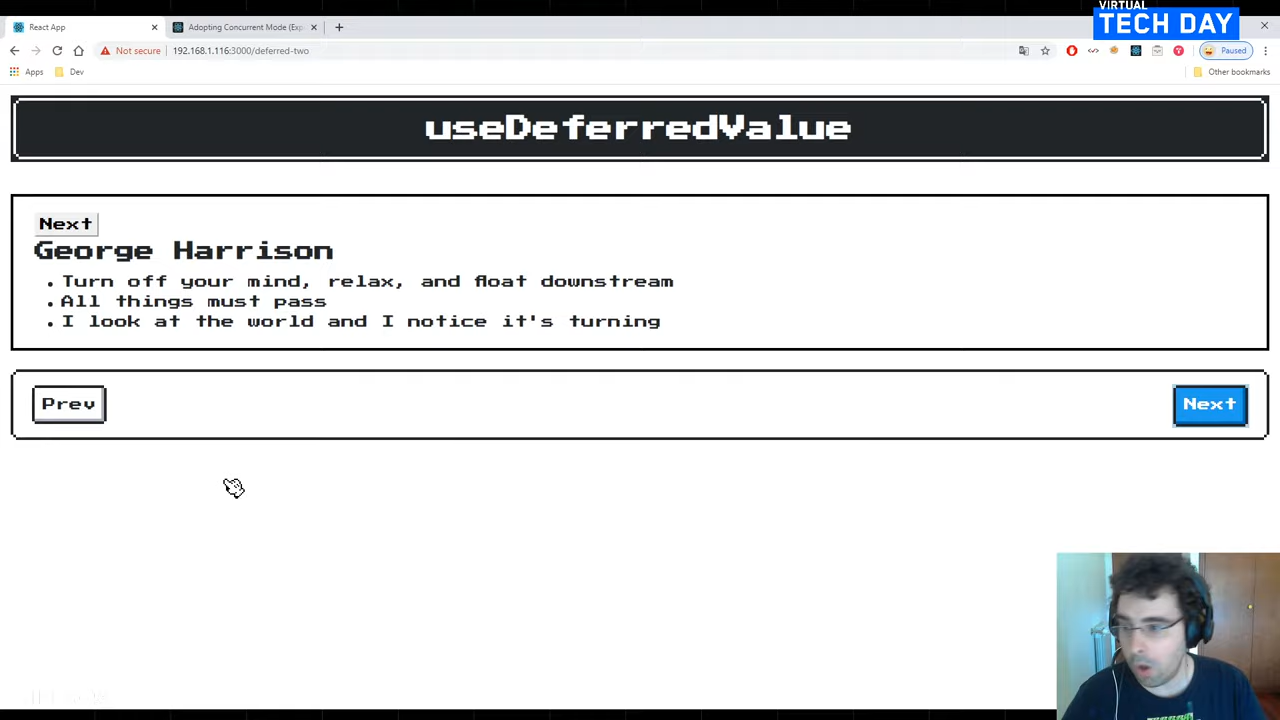 VIRTUAL
TECH DAY
React App
Adopting Concurrent Mode (Exp
Not secure
192.168.1.116:3000/deferred-two
Paused
Apps
Dev
Other bookmarks
useDeferredValue
Next
George Harrison
Turn off your mind, relax, and float downstream
All things must pass
I look at the world and I notice it's turning
Prev
Next